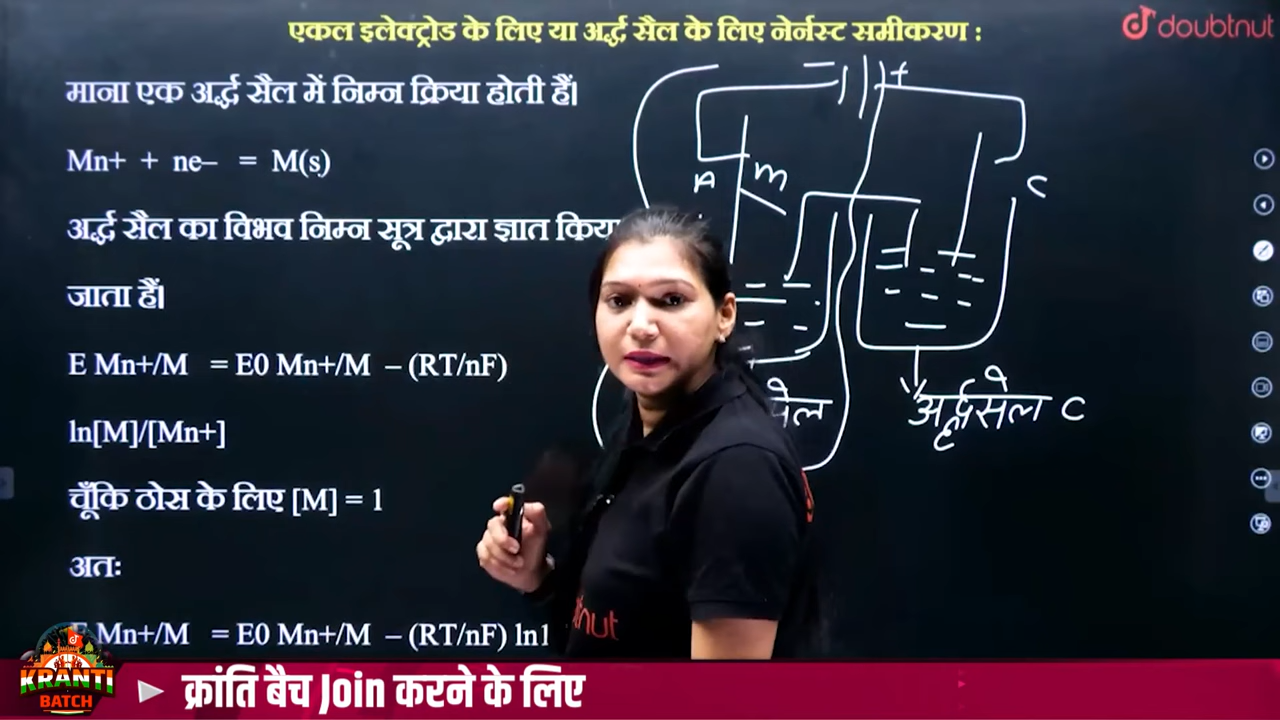 एकल इलेक्ट्रोड के लिए या अर्द्ध सैल के लिए नेर्नस्ट समीकरण :
doubtnut
माना एक अर्द्ध सैल में निम्न क्रिया होती हैं।
Mn+ + ne– = M(s)
अर्द्ध सैल का विभव निम्न सूत्र द्वारा ज्ञात किया
जाता हैं।
E Mn+/M = E0 Mn+/M – (RT/nF)
ln[M]/[Mn+]
चूँकि ठोस के लिए [M] = 1
अतः
E Mn+/M = E0 Mn+/M – (RT/nF) ln1
– +
A m
C
अर्द्धसेल C
KRANTI
BATCH
क्रांति बैच Join करने के लिए